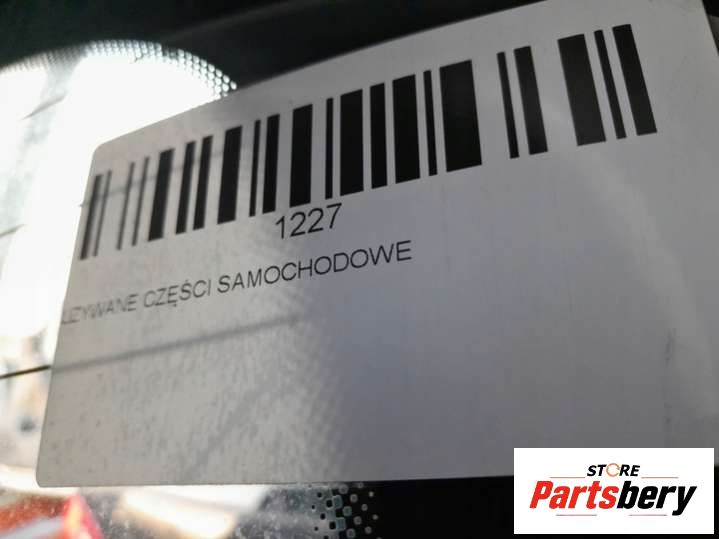 1227
UŻYWANE CZĘŚCI SAMOCHODOWE
STORE
Partsbery